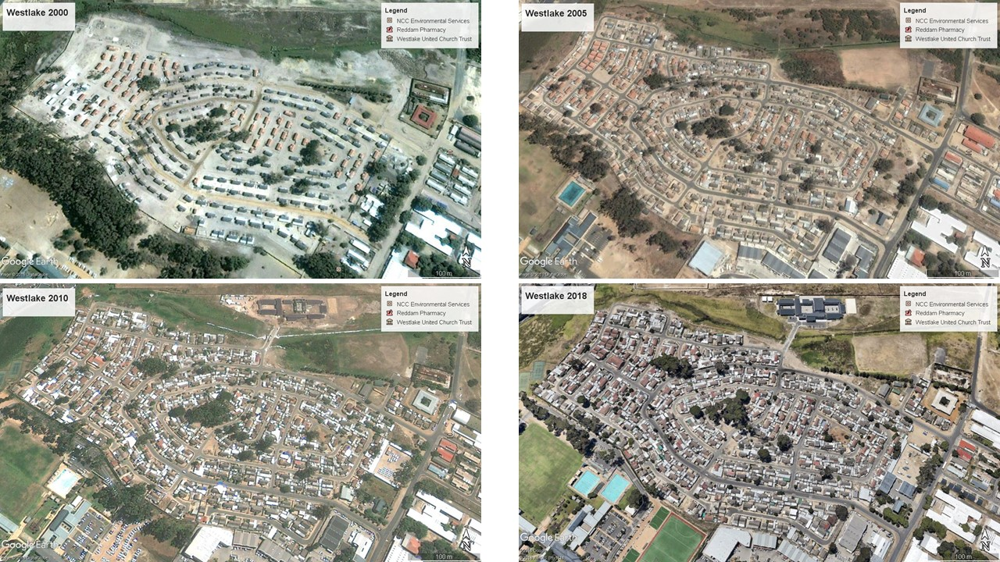 Westlake 2000
Legend
NCC Environmental Services
Reddam Pharmacy
Westlake United Church Trust
Google Earth
100 m
N
Westlake 2005
Legend
NCC Environmental Services
Reddam Pharmacy
Westlake United Church Trust
Google Earth
100 m
N
Westlake 2010
Legend
NCC Environmental Services
Reddam Pharmacy
Westlake United Church Trust
Google Earth
100 m
N
Westlake 2018
Legend
NCC Environmental Services
Reddam Pharmacy
Westlake United Church Trust
Google Earth
100 m
N